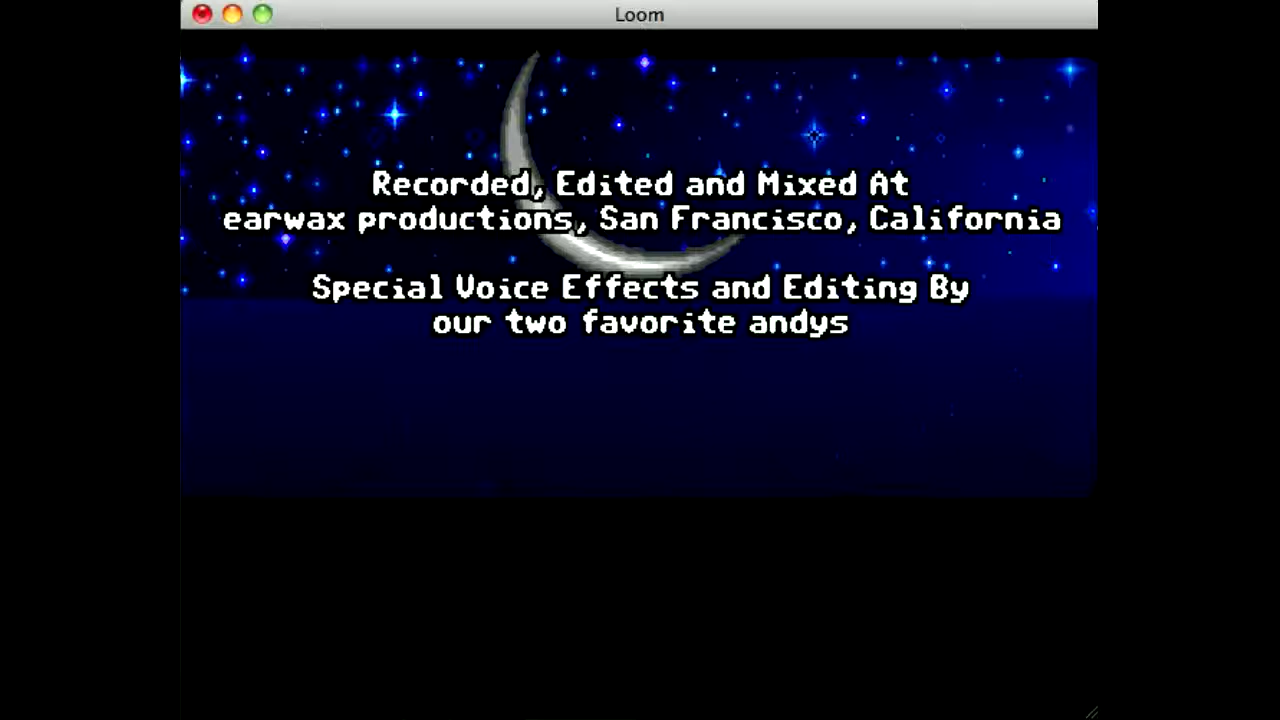 Loom
Recorded, Edited and Mixed At
earwax productions, San Francisco, California
Special Voice Effects and Editing By
our two favorite andys